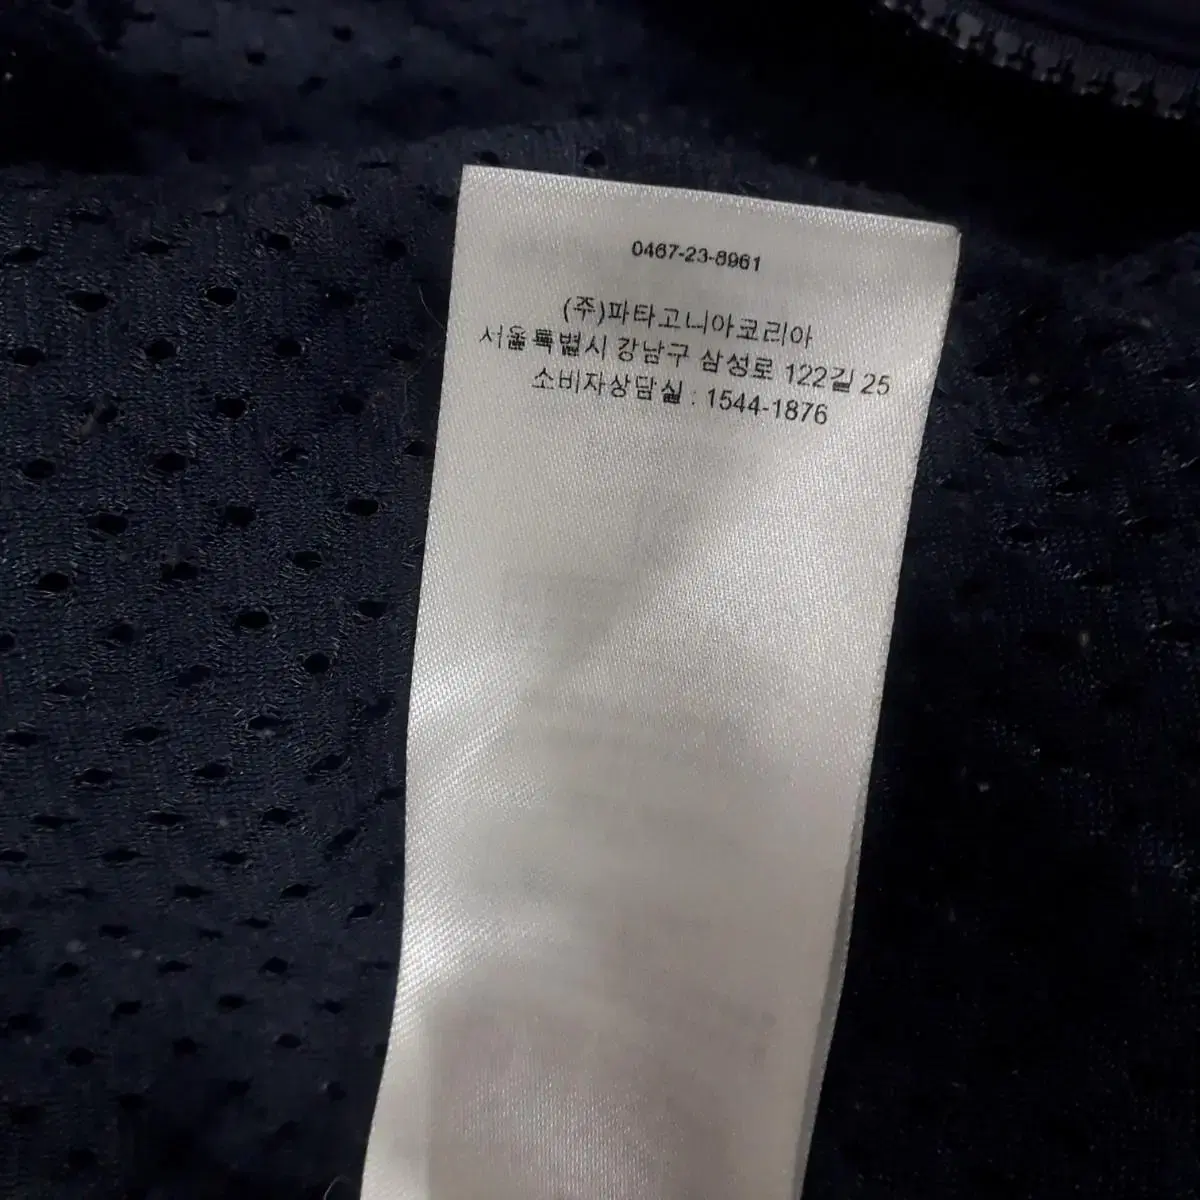 0467-23-8961
(주)파타고니아코리아
서울특별시 강남구 삼성로 122길 25
소비자상담실 : 1544-1876